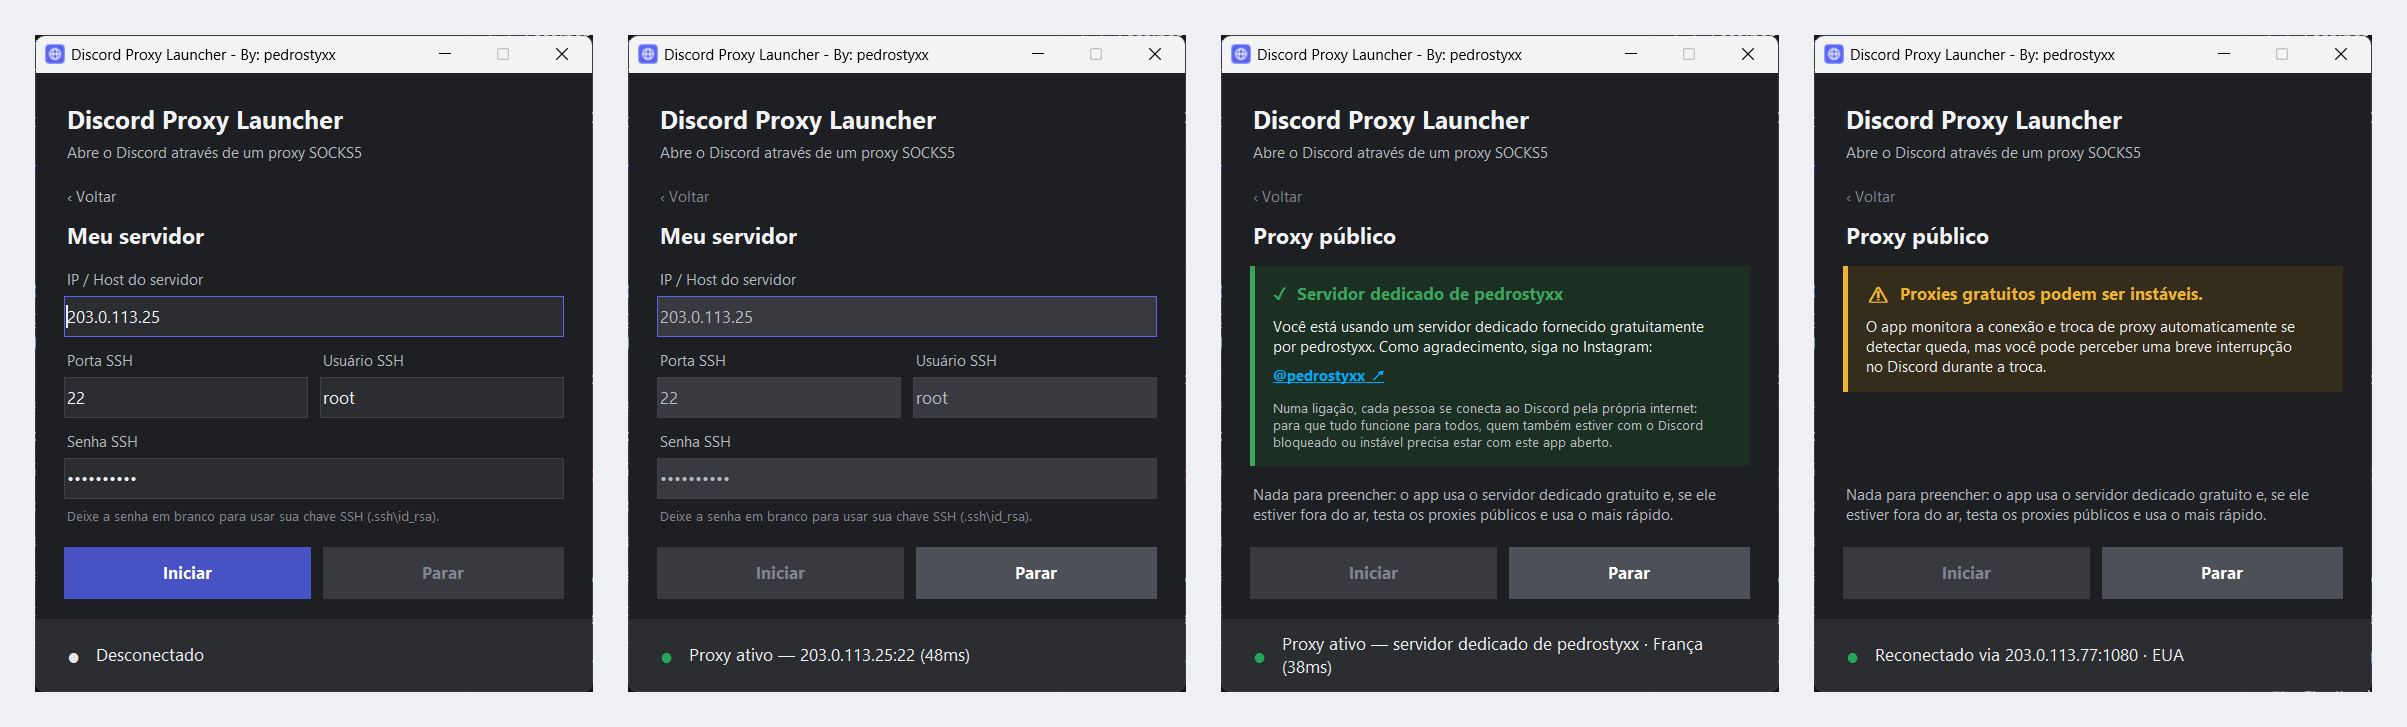 Discord Proxy Launcher - By: pedrostyxx
Discord Proxy Launcher
Abre o Discord através de um proxy SOCKS5
‹ Voltar
Meu servidor
IP / Host do servidor
203.0.113.25
Porta SSH
Usuário SSH
22
root
Senha SSH
••••••••••
Deixe a senha em branco para usar sua chave SSH (.ssh\id_rsa).
Iniciar
Parar
Desconectado
Discord Proxy Launcher - By: pedrostyxx
Discord Proxy Launcher
Abre o Discord através de um proxy SOCKS5
‹ Voltar
Meu servidor
IP / Host do servidor
203.0.113.25
Porta SSH
Usuário SSH
22
root
Senha SSH
••••••••••
Deixe a senha em branco para usar sua chave SSH (.ssh\id_rsa).
Iniciar
Parar
Proxy ativo — 203.0.113.25:22 (48ms)
Discord Proxy Launcher - By: pedrostyxx
Discord Proxy Launcher
Abre o Discord através de um proxy SOCKS5
‹ Voltar
Proxy público
✓ Servidor dedicado de pedrostyxx
Você está usando um servidor dedicado fornecido gratuitamente
por pedrostyxx. Como agradecimento, siga no Instagram:
@pedrostyxx ↗
Numa ligação, cada pessoa se conecta ao Discord pela própria internet:
para que tudo funcione para todos, quem também estiver com o Discord
bloqueado ou instável precisa estar com este app aberto.
Nada para preencher: o app usa o servidor dedicado gratuito e, se ele
estiver fora do ar, testa os proxies públicos e usa o mais rápido.
Iniciar
Parar
Proxy ativo — servidor dedicado de pedrostyxx · França
(38ms)
Discord Proxy Launcher - By: pedrostyxx
Discord Proxy Launcher
Abre o Discord através de um proxy SOCKS5
‹ Voltar
Proxy público
⚠ Proxies gratuitos podem ser instáveis.
O app monitora a conexão e troca de proxy automaticamente se
detectar queda, mas você pode perceber uma breve interrupção
no Discord durante a troca.
Nada para preencher: o app usa o servidor dedicado gratuito e, se ele
estiver fora do ar, testa os proxies públicos e usa o mais rápido.
Iniciar
Parar
Reconectado via 203.0.113.77:1080 · EUA